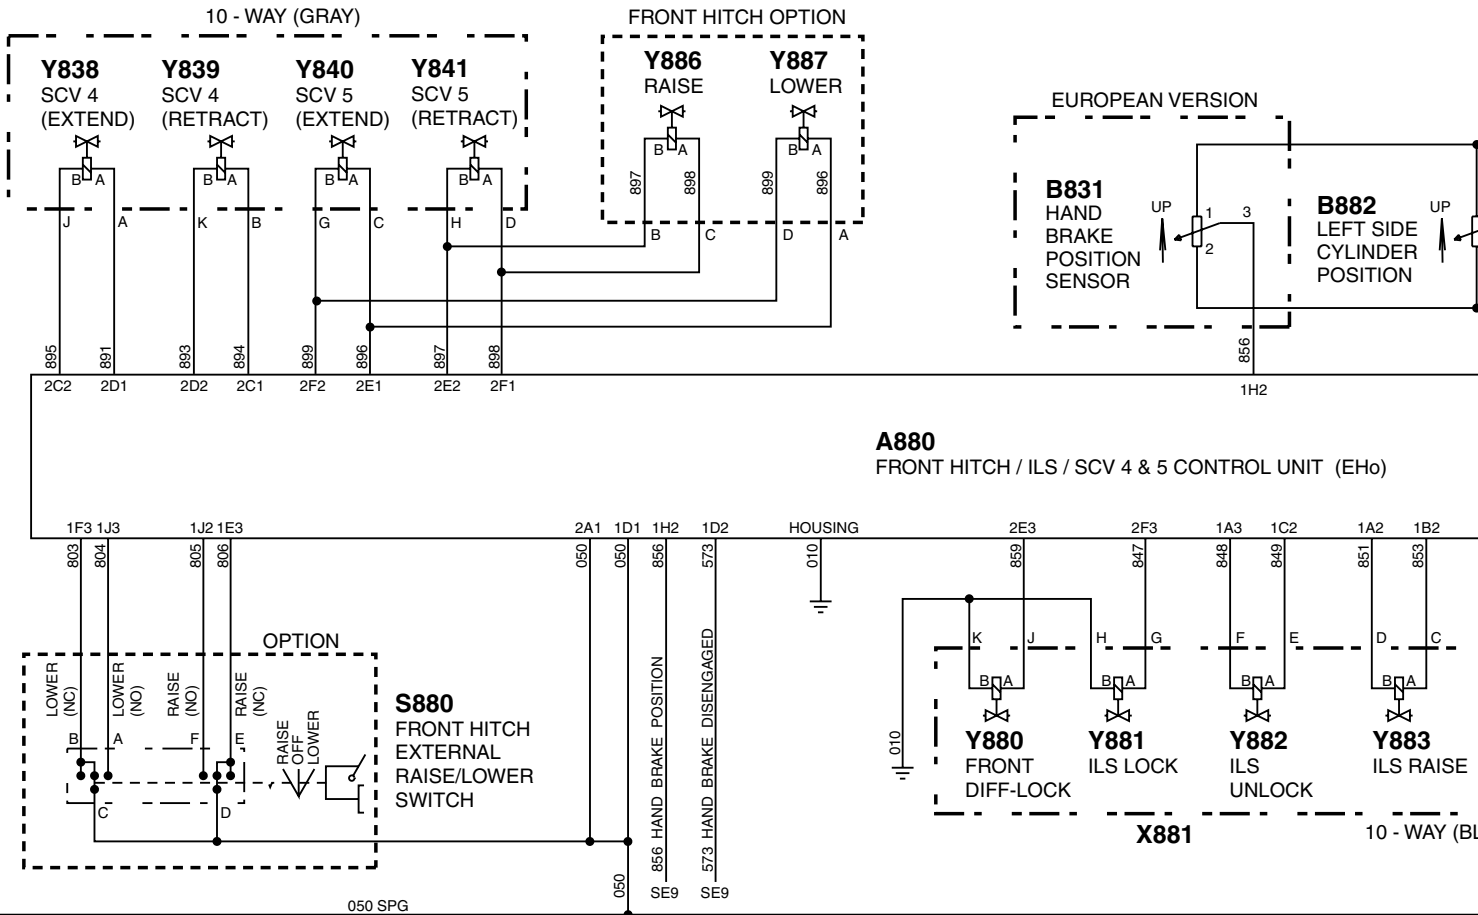 10 - WAY (GRAY)
FRONT HITCH OPTION
Y838
SCV 4
(EXTEND)
Y839
SCV 4
(RETRACT)
Y840
SCV 5
(EXTEND)
Y841
SCV 5
(RETRACT)
Y886
RAISE
Y887
LOWER
EUROPEAN VERSION
B A
B A
B A
B A
B A
B A
897
898
899
896
J A K B G C H D
B C D A
B831
HAND
BRAKE
POSITION
SENSOR
UP
1
2
3
B882
LEFT SIDE
CYLINDER
POSITION
UP
895
891
893
894
899
896
897
898
856
2C2 2D1 2D2 2C1 2F2 2E1 2E2 2F1
1H2
A880
FRONT HITCH / ILS / SCV 4 & 5 CONTROL UNIT (EHo)
1F3 1J3 1J2 1E3 2A1 1D1 1H2 1D2 HOUSING 2E3 2F3 1A3 1C2 1A2 1B2
803
804
805
806
050
050
856
573
010
859
847
848
849
851
853
OPTION
LOWER
(NC)
LOWER
(NO)
RAISE
(NO)
RAISE
(NC)
B A F E
C D
RAISE
OFF
LOWER
S880
FRONT HITCH
EXTERNAL
RAISE/LOWER
SWITCH
050
856 HAND BRAKE POSITION
SE9
573 HAND BRAKE DISENGAGED
SE9
010
K J H G F E D C
B A
B A
B A
B A
Y880
FRONT
DIFF-LOCK
Y881
ILS LOCK
Y882
ILS
UNLOCK
Y883
ILS RAISE
X881
10 - WAY (BL
050 SPG